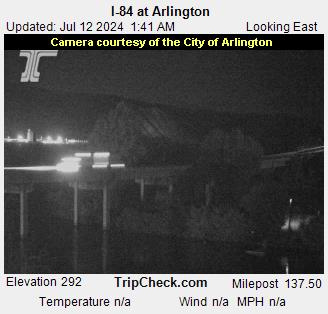 I-84 at Arlington
Updated: Jul 12 2024  1:41 AM Looking East
Camera courtesy of the City of Arlington
Elevation 292 TripCheck.com Milepost 137.50
Temperature n/a Wind n/a MPH n/a